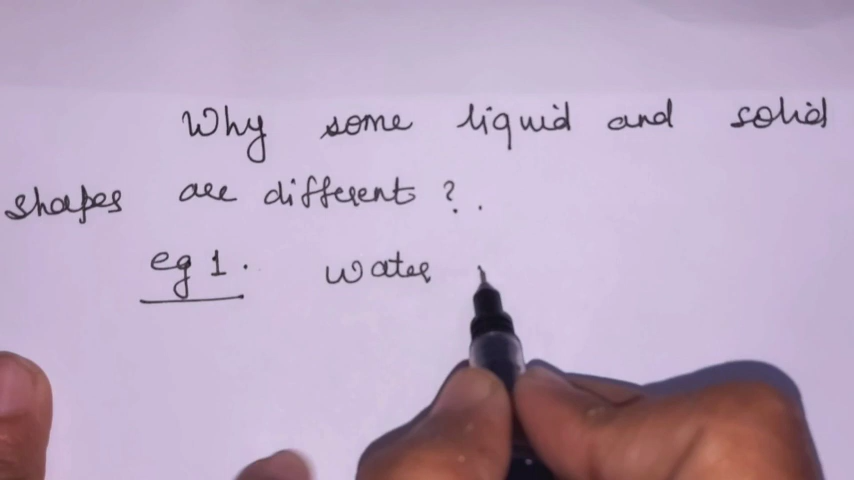 Why some liquid and solid
shapes are different ?.
eg 1. water